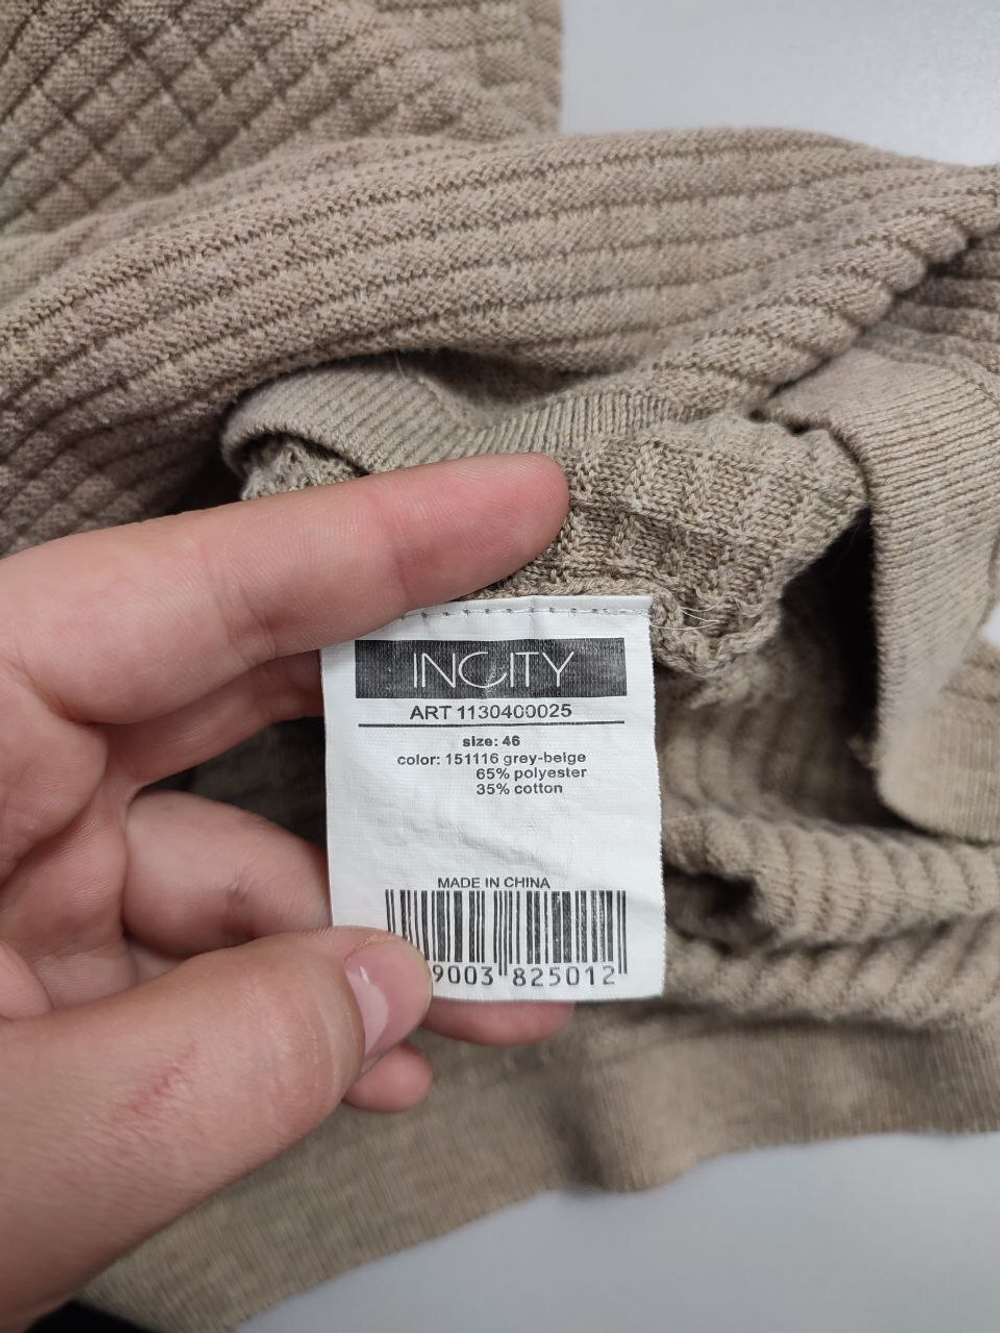 INCITY
ART 1130400025
size: 46
color: 151116 grey-beige
65% polyester
35% cotton
MADE IN CHINA
9003 825012